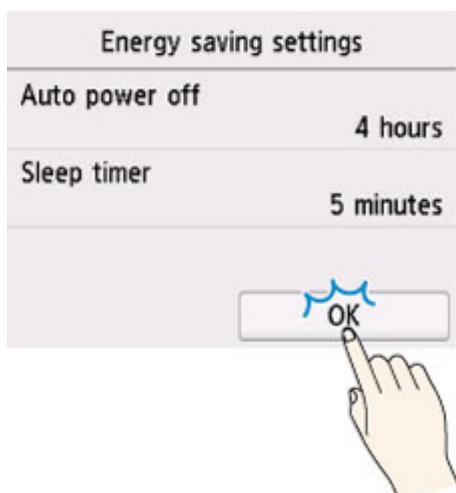 Energy saving settings
Auto power off
4 hours
Sleep timer
5 minutes
OK